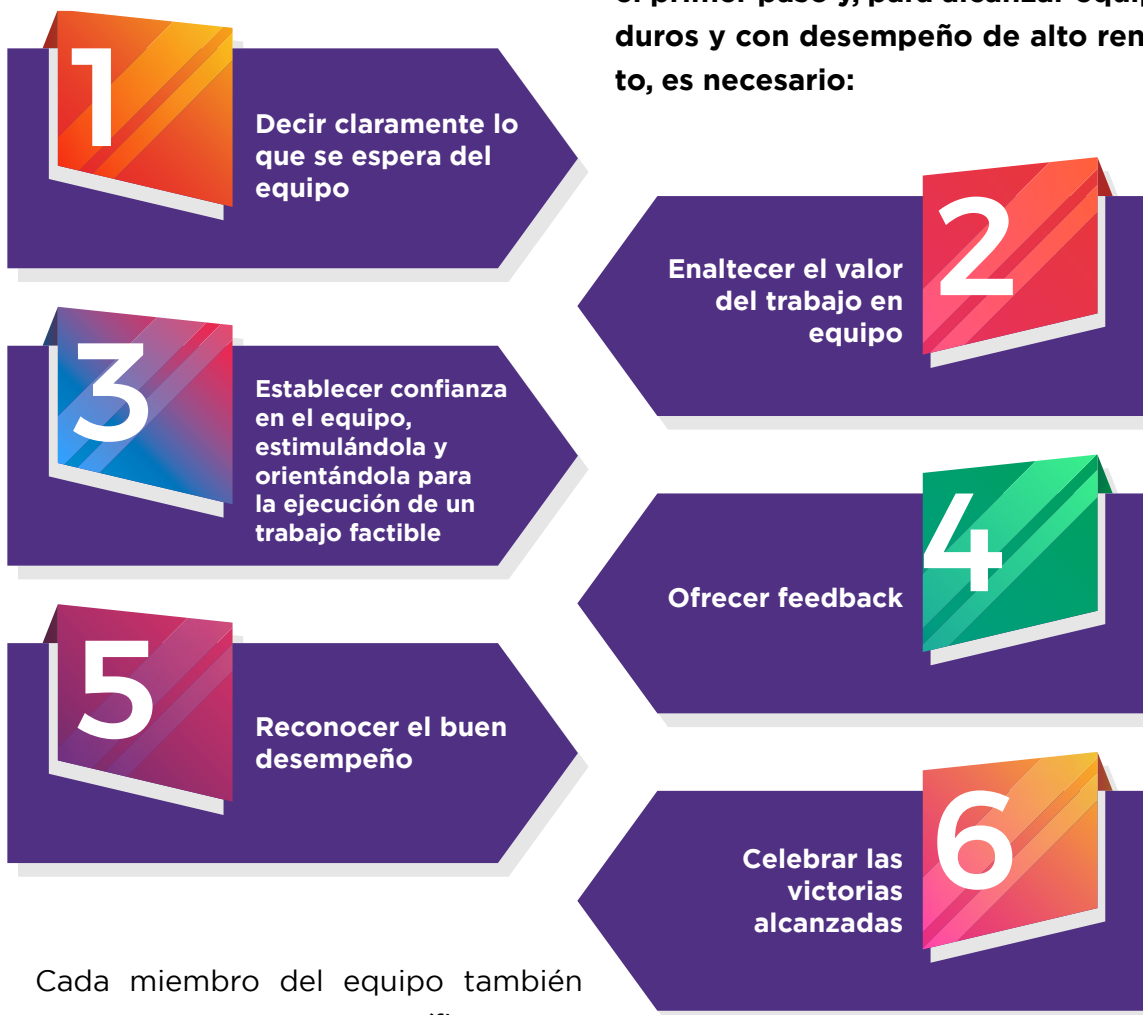 duros y con desempeño de alto ren
to, es necesario:
1
Decir claramente lo
que se espera del
equipo
2
Enaltecer el valor
del trabajo en
equipo
3
Establecer confianza
en el equipo,
estimulándola y
orientándola para
la ejecución de un
trabajo factible
4
Ofrecer feedback
5
Reconocer el buen
desempeño
6
Celebrar las
victorias
alcanzadas
Cada miembro del equipo también